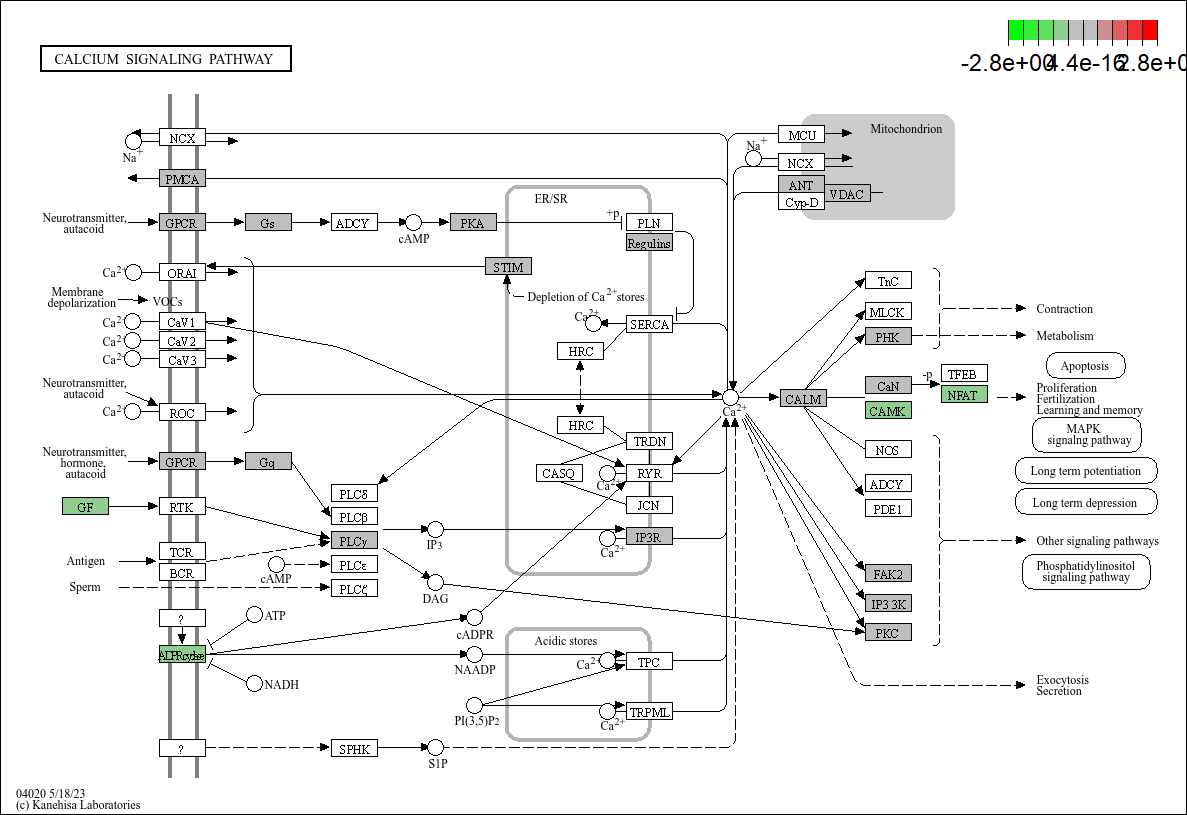 CALCIUM SIGNALING PATHWAY
-2.8e+00
4.4e-16
2.8e+0
NCX
Na+
PMCA
Neurotransmitter,
autacoid
GPCR
Gs
ADCY
cAMP
PKA
ER/SR
+p
PLN
Regulins
MCU
Mitochondrion
Na+
NCX
ANT
VDAC
Cyp-D
Ca2+
ORAI
STIM
Membrane
depolarization
VOCs
Depletion of Ca2+ stores
Ca2+
CaV1
Ca2+
CaV2
Ca2+
CaV3
Ca2+
SERCA
HRC
Neurotransmitter,
autacoid
Ca2+
ROC
HRC
TRDN
CASQ
RYR
Ca2+
JCN
Ca2+
CALM
TnC
MLCK
PHK
Contraction
Metabolism
Apoptosis
CaN
-p
TFEB
NFAT
CAMK
Proliferation
Fertilization
Learning and memory
MAPK
signaling pathway
NOS
Long term potentiation
ADCY
PDE1
Long term depression
Neurotransmitter,
hormone,
autacoid
GPCR
Gq
GF
RTK
PLCδ
PLCβ
PLCγ
PLCε
PLCζ
IP3
IP3R
Ca2+
Antigen
TCR
BCR
cAMP
Sperm
DAG
Other signaling pathways
Phosphatidylinositol
signaling pathway
FAK2
IP3 3K
PKC
?
ATP
cADPR
NAADP
NADH
Acidic stores
Ca2+
TPC
PI(3,5)P2
Ca2+
TRPML
Exocytosis
Secretion
?
SPHK
S1P
04020 5/18/23
(c) Kanehisa Laboratories